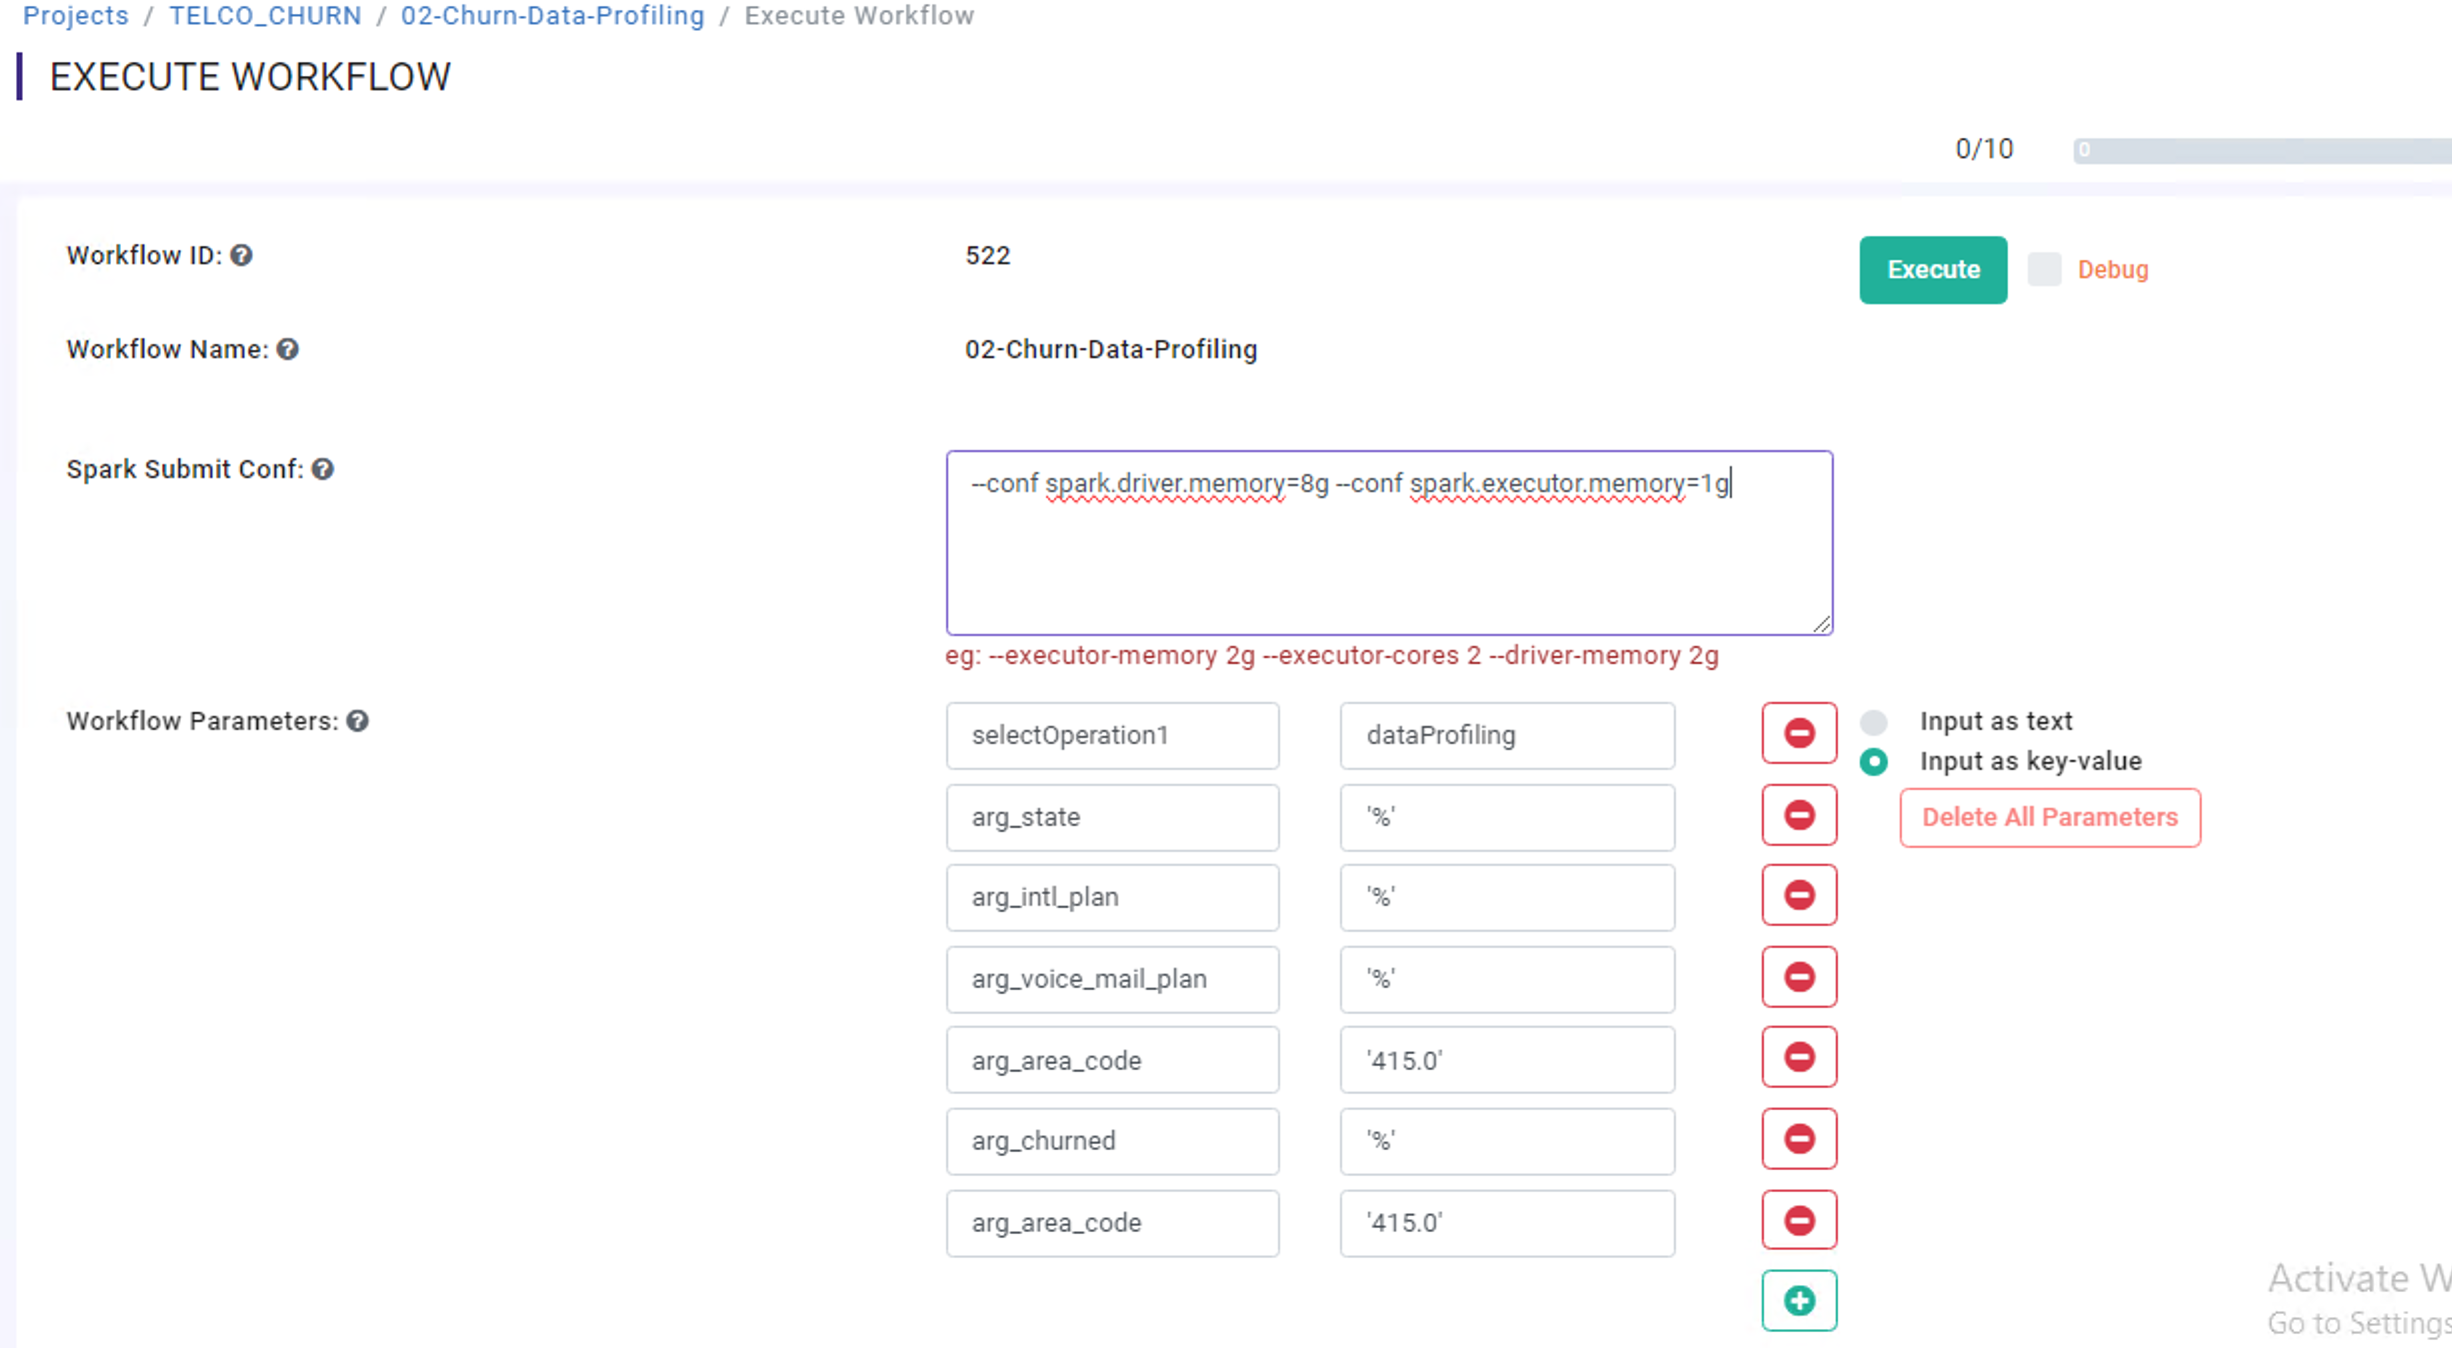 Projects / TELCO_CHURN / 02-Churn-Data-Profiling / Execute Workflow
EXECUTE WORKFLOW
0/10 0
Workflow ID: 522 Execute Debug
Workflow Name: 02-Churn-Data-Profiling
Spark Submit Conf: --conf spark.driver.memory=8g --conf spark.executor.memory=1g
eg: --executor-memory 2g --executor-cores 2 --driver-memory 2g
Workflow Parameters: selectOperation1 dataProfiling Input as text
Input as key-value
arg_state '%' Delete All Parameters
arg_intl_plan '%'
arg_voice_mail_plan '%'
arg_area_code '415.0'
arg_churned '%'
arg_area_code '415.0'
Activate W
Go to Settings